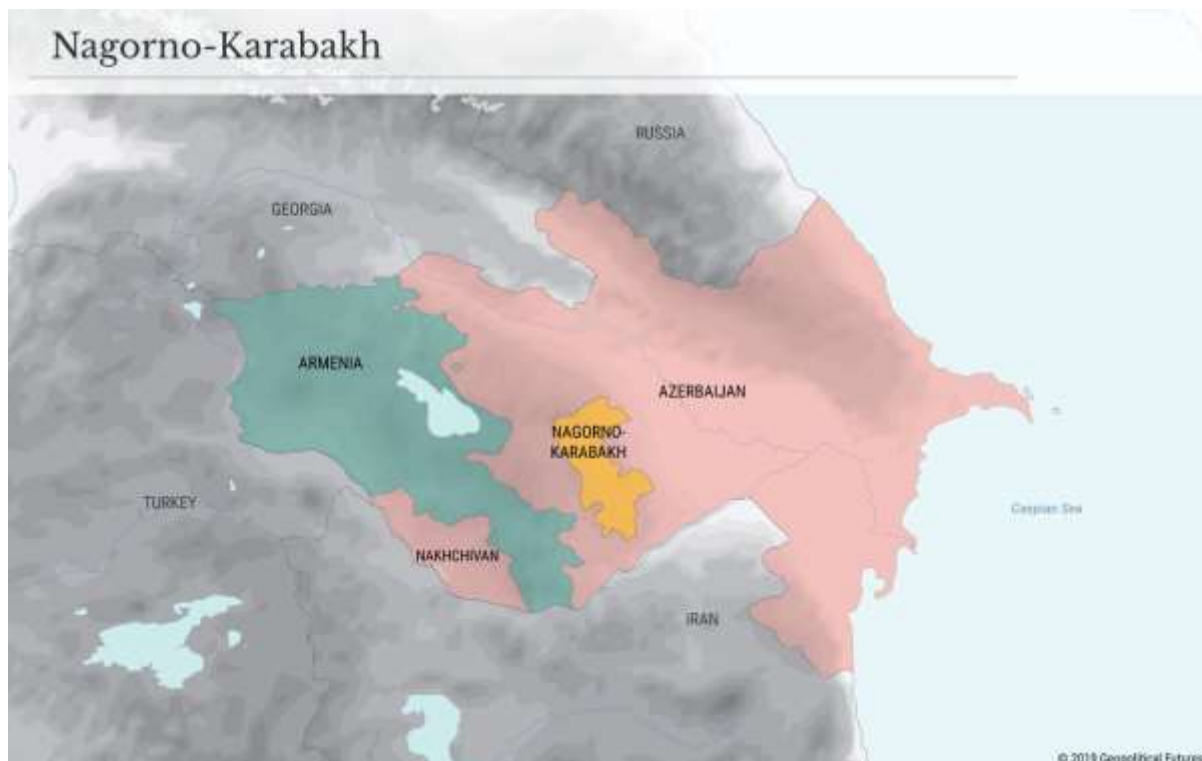 Nagorno-Karabakh
RUSSIA
GEORGIA
ARMENIA
AZERBAIJAN
NAGORNO-
KARABAKH
TURKEY
Caspian Sea
NAKHCHIVAN
IRAN
© 2019 Geopolitical Futures